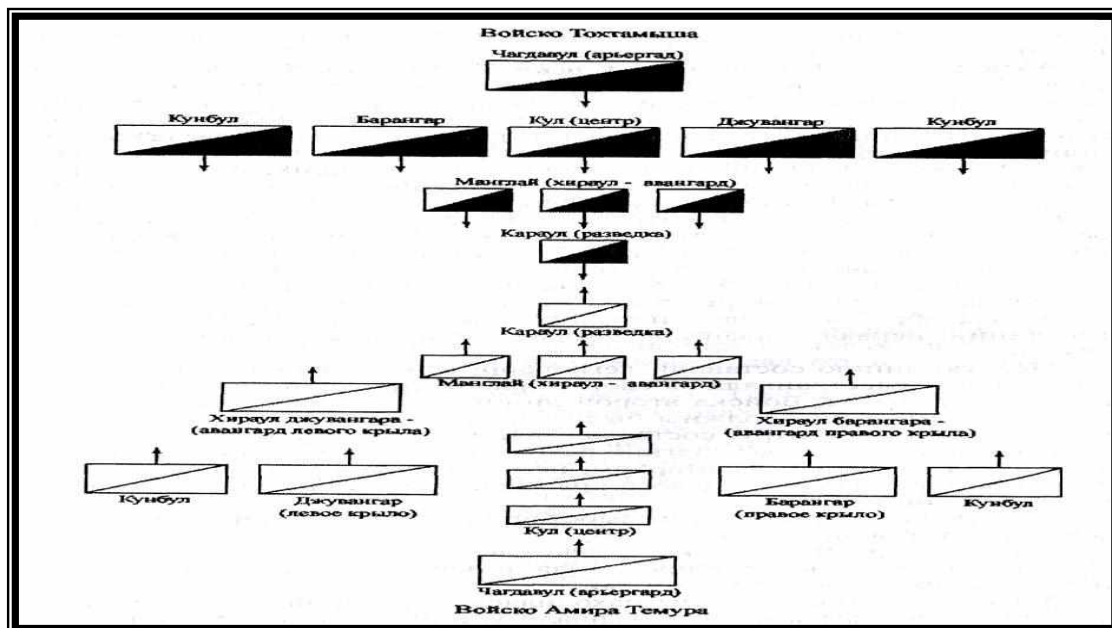 Войско Тохтамыша
Чагдавул (арьергад)
Кунбул
Барангар
Кул (центр)
Джувангар
Кунбул
Манглай (хираул - авангард)
Караул (разведка)
Караул (разведка)
Манглай (хираул - авангард)
Хираул джувангара -
(авангард левого крыла)
Хираул барангара -
(авангард правого крыла)
Кунбул
Джувангар
(левое крыло)
Барангар
(правое крыло)
Кунбул
Кул (центр)
Чагдавул (арьергард)
Войско Амира Темура